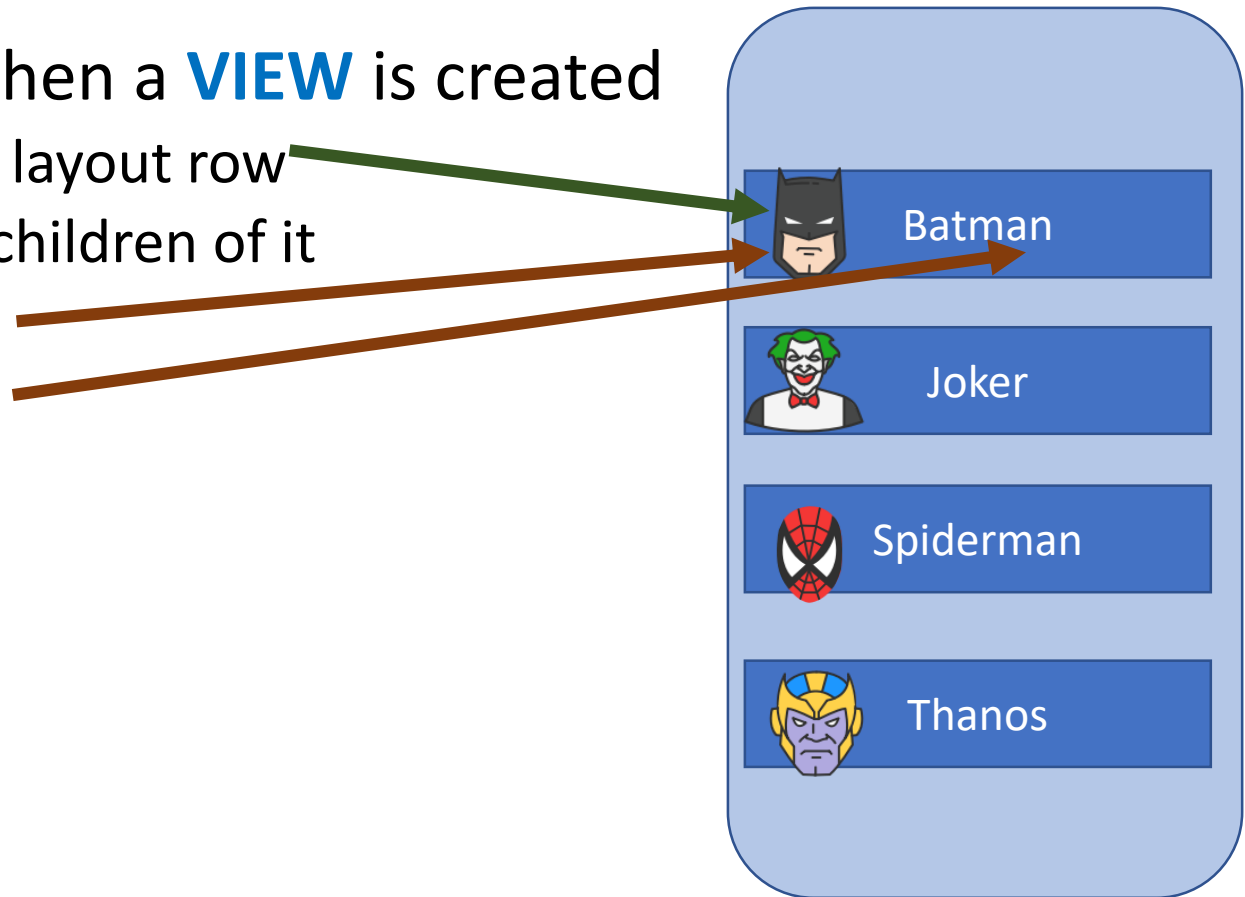 hen a VIEW is created
layout row
children of it
Batman
Joker
Spiderman
Thanos